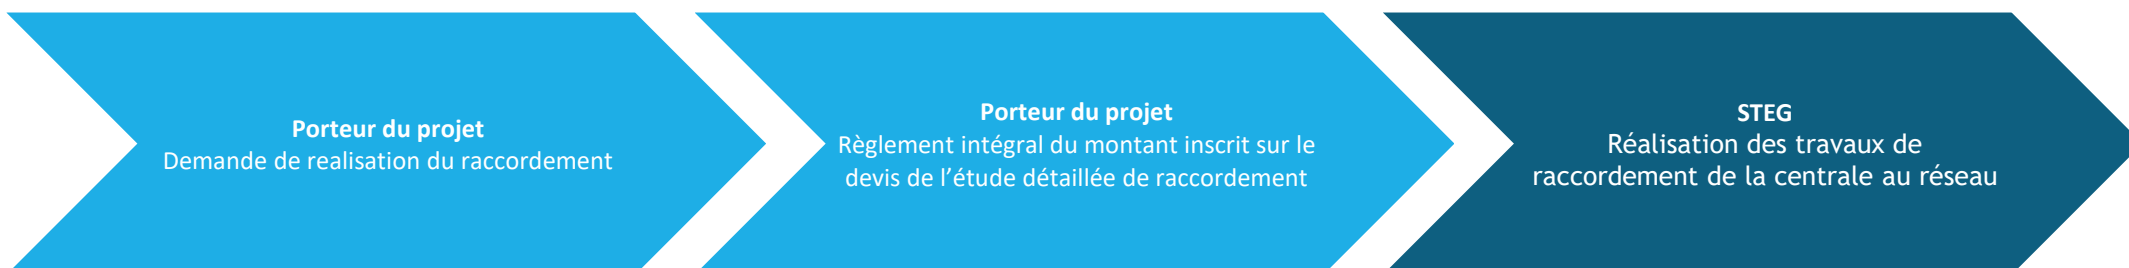 Porteur du projet
Demande de realisation du raccordement
Porteur du projet
Règlement intégral du montant inscrit sur le
devis de l’étude détaillée de raccordement
STEG
Réalisation des travaux de
raccordement de la centrale au réseau